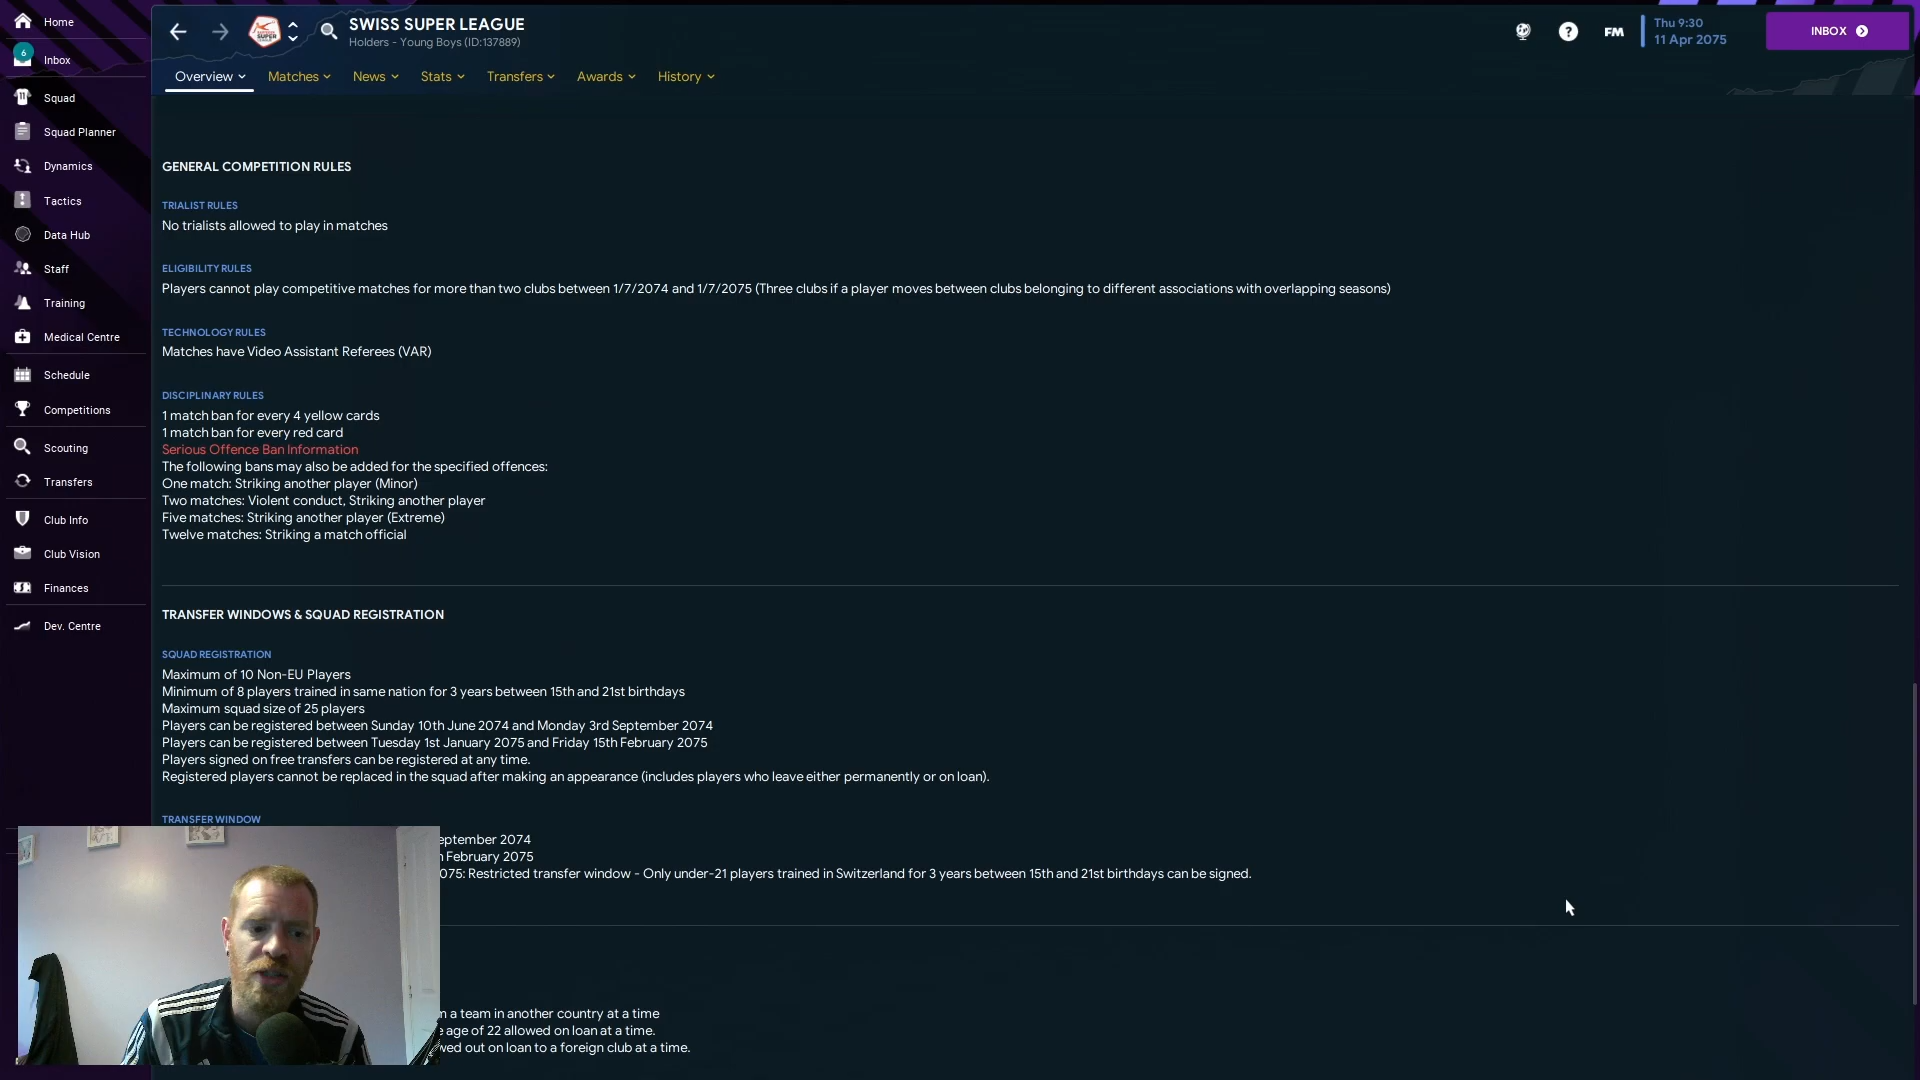 Home
6
Inbox
Squad
Squad Planner
Dynamics
Tactics
Data Hub
Staff
Training
Medical Centre
Schedule
Competitions
Scouting
Transfers
Club Info
Club Vision
Finances
Dev. Centre
SWISS SUPER LEAGUE
Holders - Young Boys (ID:137889)
?
FM
Thu 9:30
11 Apr 2075
INBOX
Overview
Matches
News
Stats
Transfers
Awards
History
GENERAL COMPETITION RULES
TRIALIST RULES
No trialists allowed to play in matches
ELIGIBILITY RULES
Players cannot play competitive matches for more than two clubs between 1/7/2074 and 1/7/2075 (Three clubs if a player moves between clubs belonging to different associations with overlapping seasons)
TECHNOLOGY RULES
Matches have Video Assistant Referees (VAR)
DISCIPLINARY RULES
1 match ban for every 4 yellow cards
1 match ban for every red card
Serious Offence Ban Information
The following bans may also be added for the specified offences:
One match: Striking another player (Minor)
Two matches: Violent conduct, Striking another player
Five matches: Striking another player (Extreme)
Twelve matches: Striking a match official
TRANSFER WINDOWS & SQUAD REGISTRATION
SQUAD REGISTRATION
Maximum of 10 Non-EU Players
Minimum of 8 players trained in same nation for 3 years between 15th and 21st birthdays
Maximum squad size of 25 players
Players can be registered between Sunday 10th June 2074 and Monday 3rd September 2074
Players can be registered between Tuesday 1st January 2075 and Friday 15th February 2075
Players signed on free transfers can be registered at any time.
Registered players cannot be replaced in the squad after making an appearance (includes players who leave either permanently or on loan).
TRANSFER WINDOW
eptember 2074
February 2075
075: Restricted transfer window - Only under-21 players trained in Switzerland for 3 years between 15th and 21st birthdays can be signed.
a team in another country at a time
age of 22 allowed on loan at a time.
wed out on loan to a foreign club at a time.